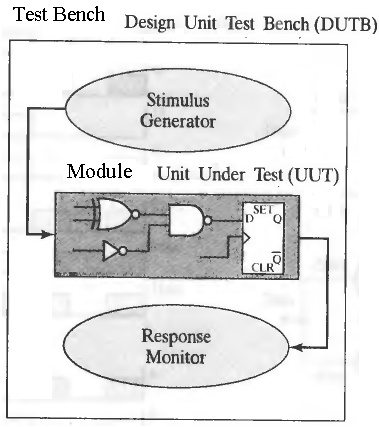 Test Bench
Design Unit Test Bench (DUTB)
Stimulus
Generator
Module
Unit Under Test (UUT)
SET
D Q
Q̅
CLR
Response
Monitor